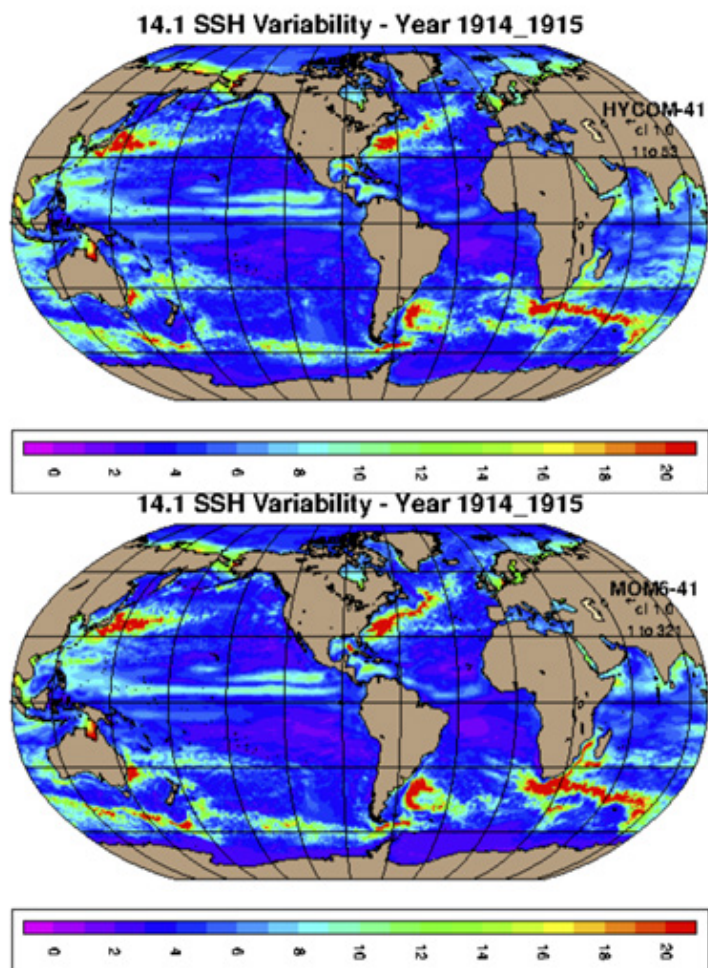 14.1 SSH Variability - Year 1914_1915
HYCOM-41
ci 1.0
1 to 53
0 2 4 6 8 10 12 14 16 18 20
14.1 SSH Variability - Year 1914_1915
MOM6-41
ci 1.0
1 to 321
0 2 4 6 8 10 12 14 16 18 20